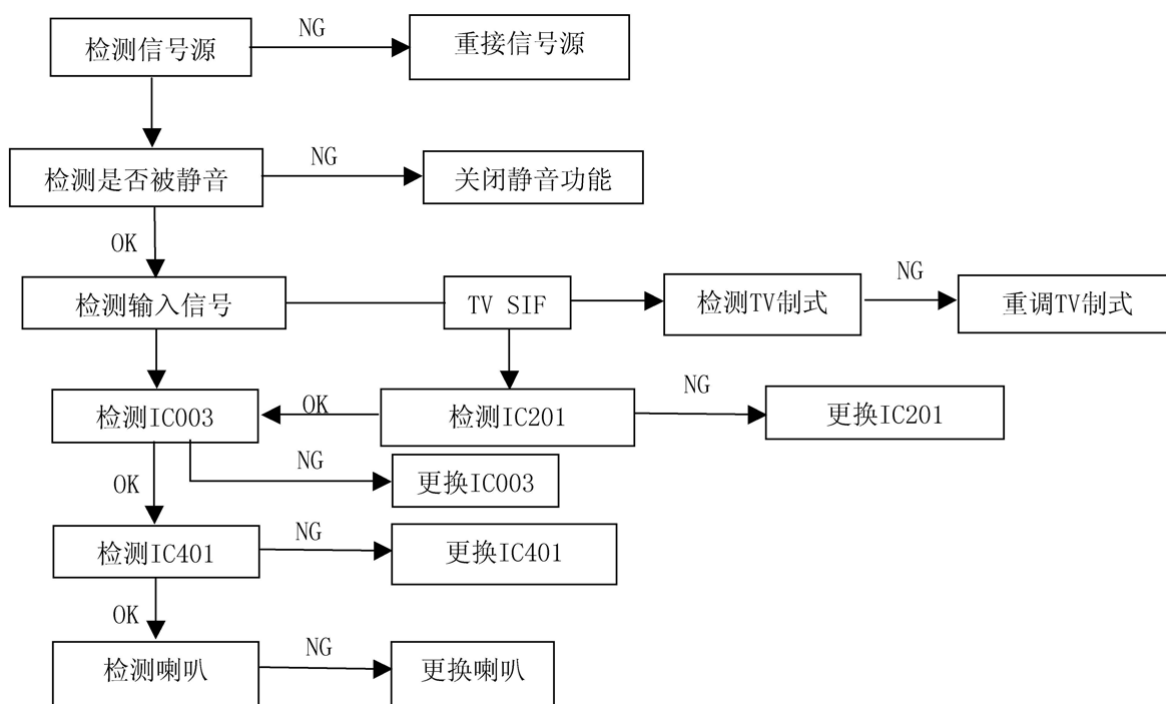 检测信号源
NG
重接信号源
检测是否被静音
NG
关闭静音功能
OK
检测输入信号
TV SIF
检测TV制式
NG
重调TV制式
检测IC003
OK
检测IC201
NG
更换IC201
NG
更换IC003
OK
检测IC401
NG
更换IC401
OK
检测喇叭
NG
更换喇叭